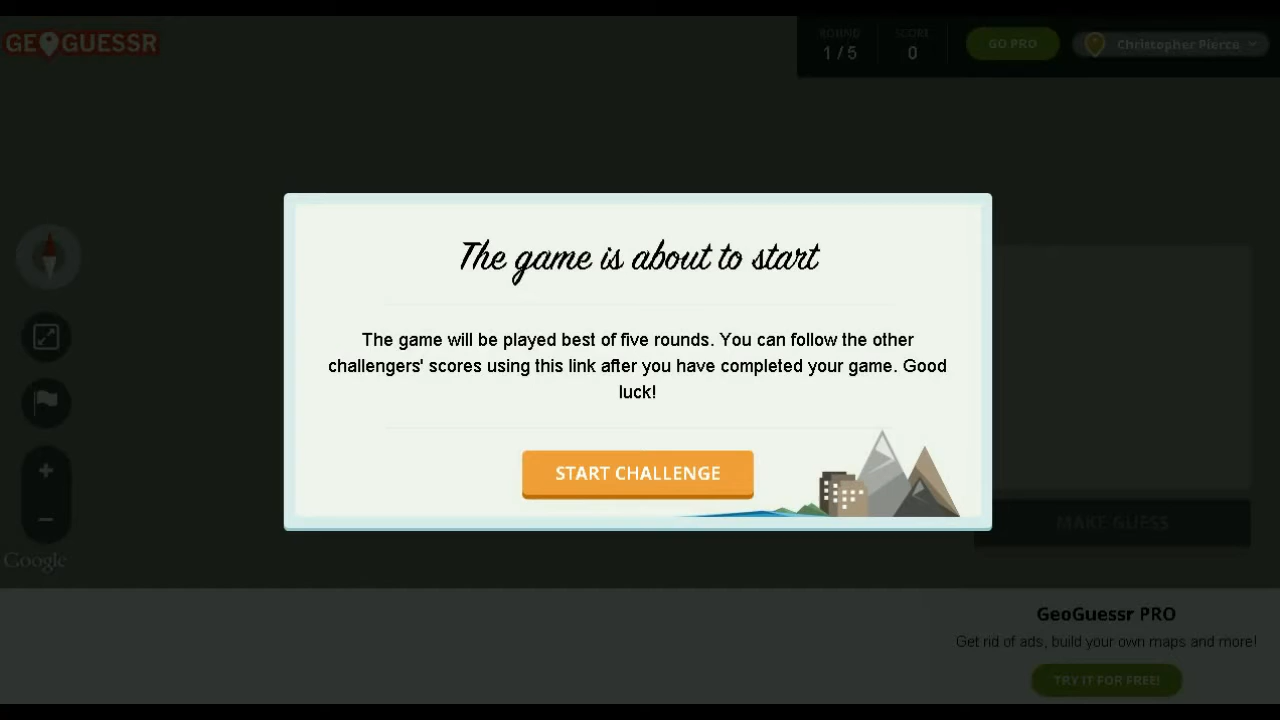 GEOGUESSR
ROUND
1 / 5
SCORE
0
GO PRO
Christopher Pierce
The game is about to start
The game will be played best of five rounds. You can follow the other
challengers' scores using this link after you have completed your game. Good
luck!
START CHALLENGE
MAKE GUESS
Google
GeoGuessr PRO
Get rid of ads, build your own maps and more!
TRY IT FOR FREE!